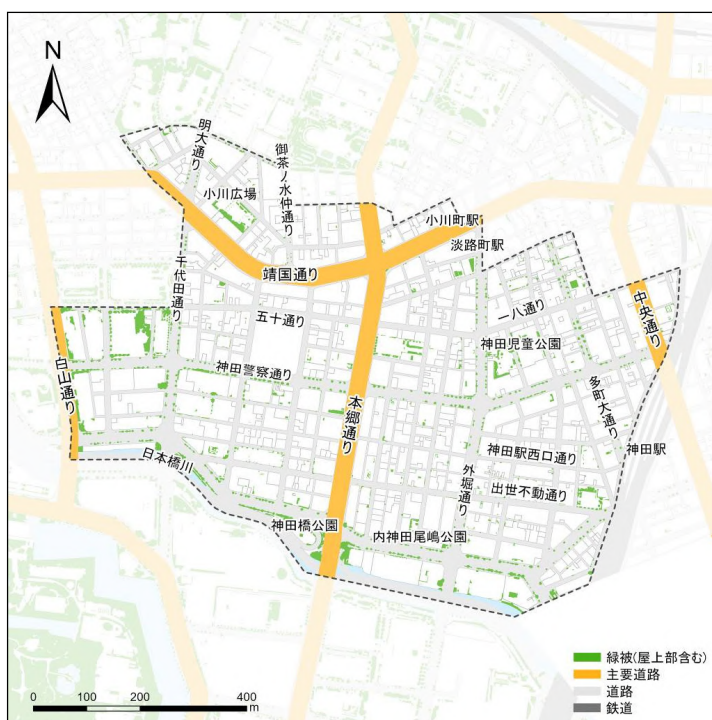 N
明大通り
御茶ノ水仲通り
小川広場
小川町駅
淡路町駅
靖国通り
千代田通り
五十通り
一八通り
中央通り
神田児童公園
白山通り
神田警察通り
本郷通り
多町大通り
神田駅西口通り
神田駅
日本橋川
外堀通り
出世不動通り
神田橋公園
内神田尾嶋公園
緑被(屋上部含む)
主要道路
道路
鉄道
0 100 200 400
m